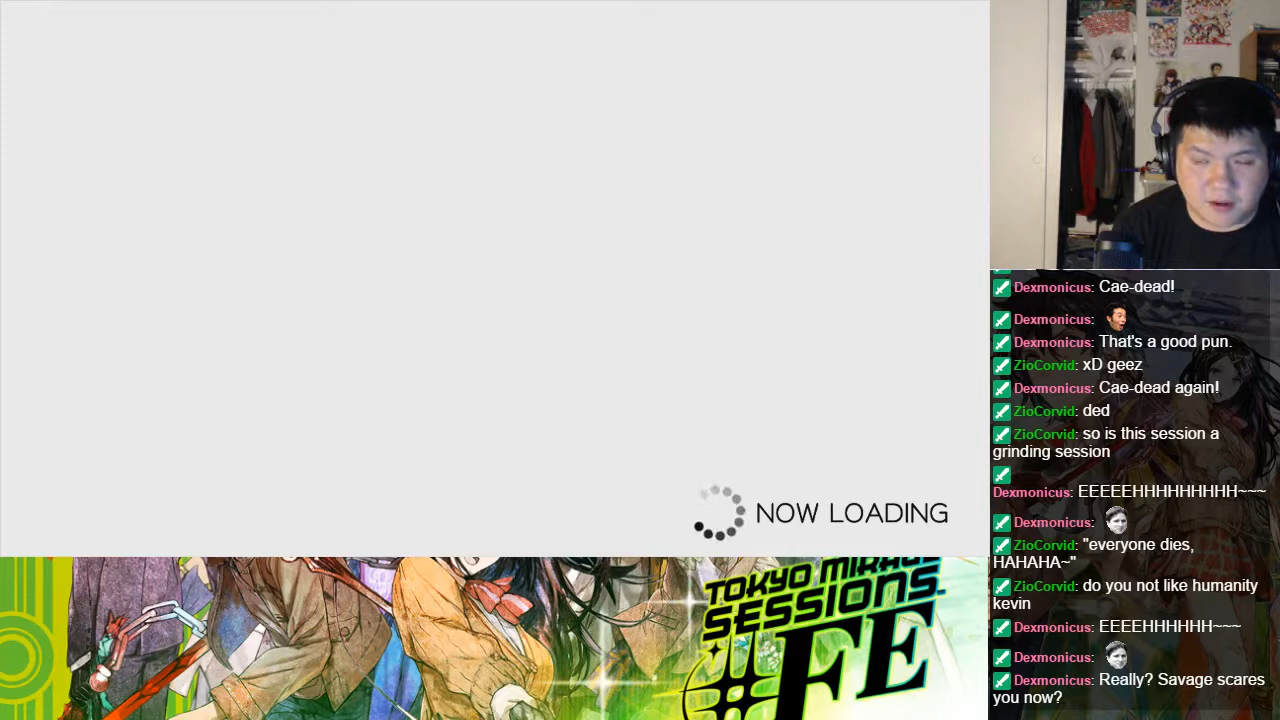 NOW LOADING
TOKYO MIRAGE
SESSIONS
#FE
Dexmonicus: Cae-dead!
Dexmonicus:
Dexmonicus: That's a good pun.
ZioCorvid: xD geez
Dexmonicus: Cae-dead again!
ZioCorvid: ded
ZioCorvid: so is this session a
grinding session
Dexmonicus: EEEEEHHHHHHHHH~~~
Dexmonicus:
ZioCorvid: "everyone dies,
HAHAHA~"
ZioCorvid: do you not like humanity
kevin
Dexmonicus: EEEEHHHHHH~~~
Dexmonicus:
Dexmonicus: Really? Savage scares
you now?